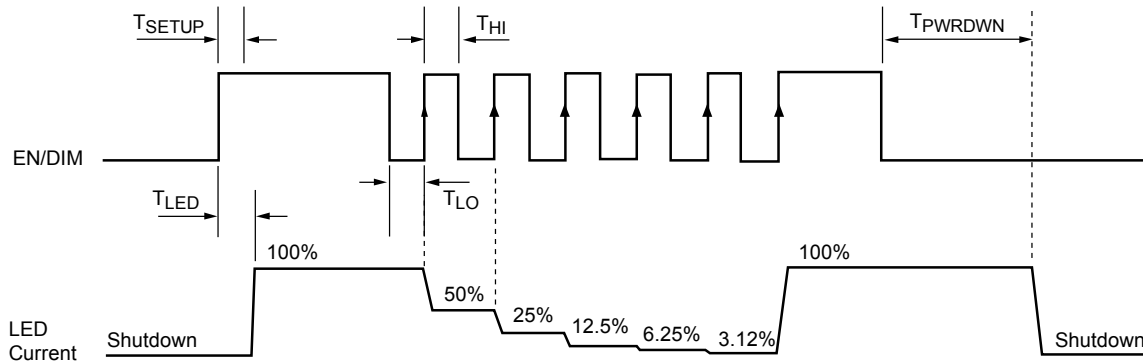 TSETUP
THI
TPWRDWN
EN/DIM
TLED
TLO
100%
50%
25%
12.5%
6.25%
3.12%
100%
LED
Current
Shutdown
Shutdown